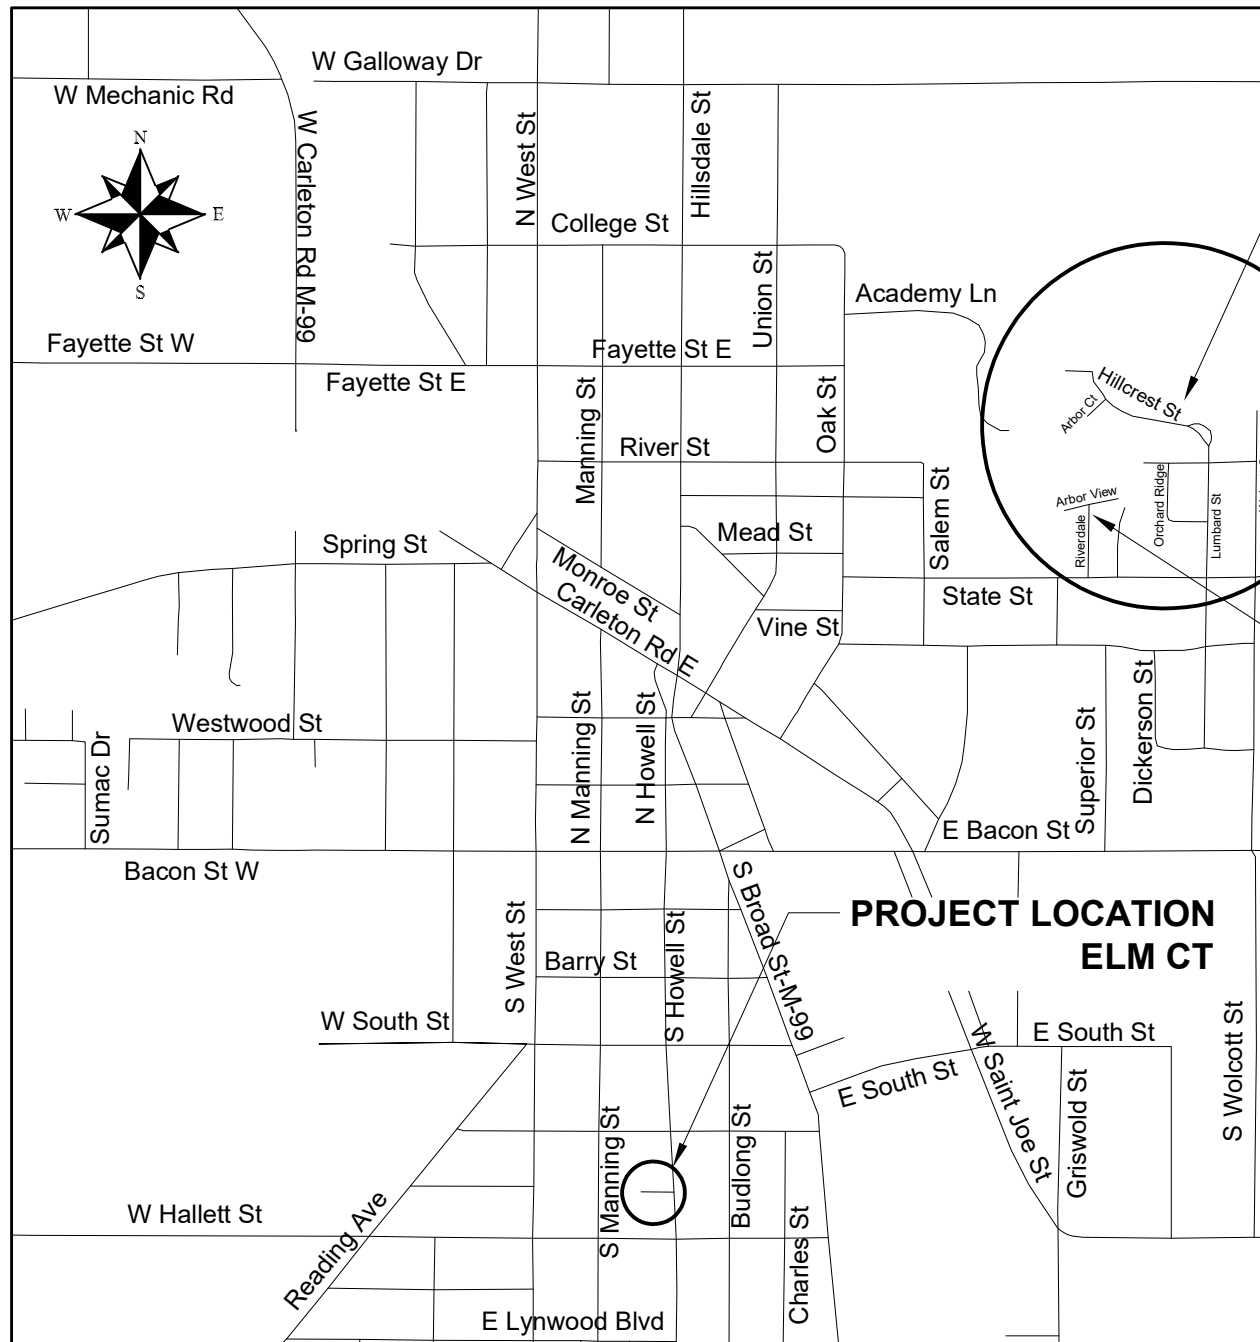 W Galloway Dr
W Mechanic Rd
W Carleton Rd M-99
N West St
Hillsdale St
N
W
E
S
College St
Union St
Academy Ln
Fayette St W
Fayette St E
Fayette St E
Manning St
Oak St
Hillcrest St
Arbor Ct
River St
Salem St
Orchard Ridge
Lumbard St
Arbor View
Riverdale
Spring St
Mead St
Monroe St
Carleton Rd E
State St
Vine St
Westwood St
Sumac Dr
N Manning St
N Howell St
Superior St
Dickerson St
E Bacon St
Bacon St W
S Broad St-M-99
PROJECT LOCATION
ELM CT
S West St
Barry St
S Howell St
W South St
E South St
E South St
W Saint Joe St
Griswold St
S Wolcott St
S Manning St
Budlong St
Charles St
W Hallett St
Reading Ave
E Lynwood Blvd